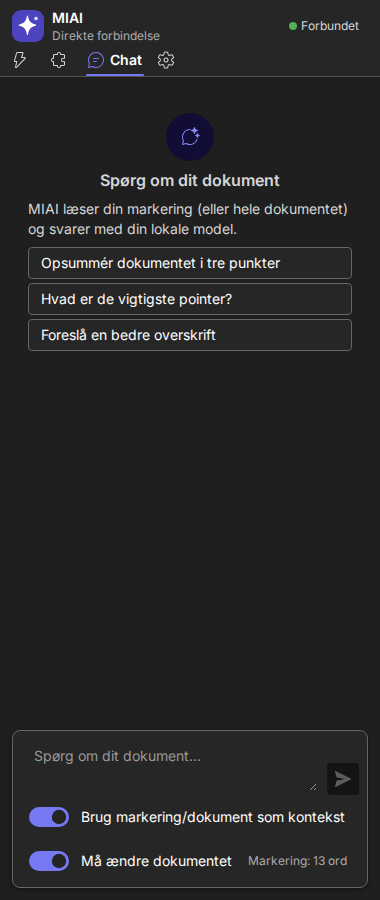 MIAI
Direkte forbindelse
Forbundet
Chat
Spørg om dit dokument
MIAI læser din markering (eller hele dokumentet)
og svarer med din lokale model.
Opsummér dokumentet i tre punkter
Hvad er de vigtigste pointer?
Foreslå en bedre overskrift
Spørg om dit dokument...
Brug markering/dokument som kontekst
Må ændre dokumentet
Markering: 13 ord